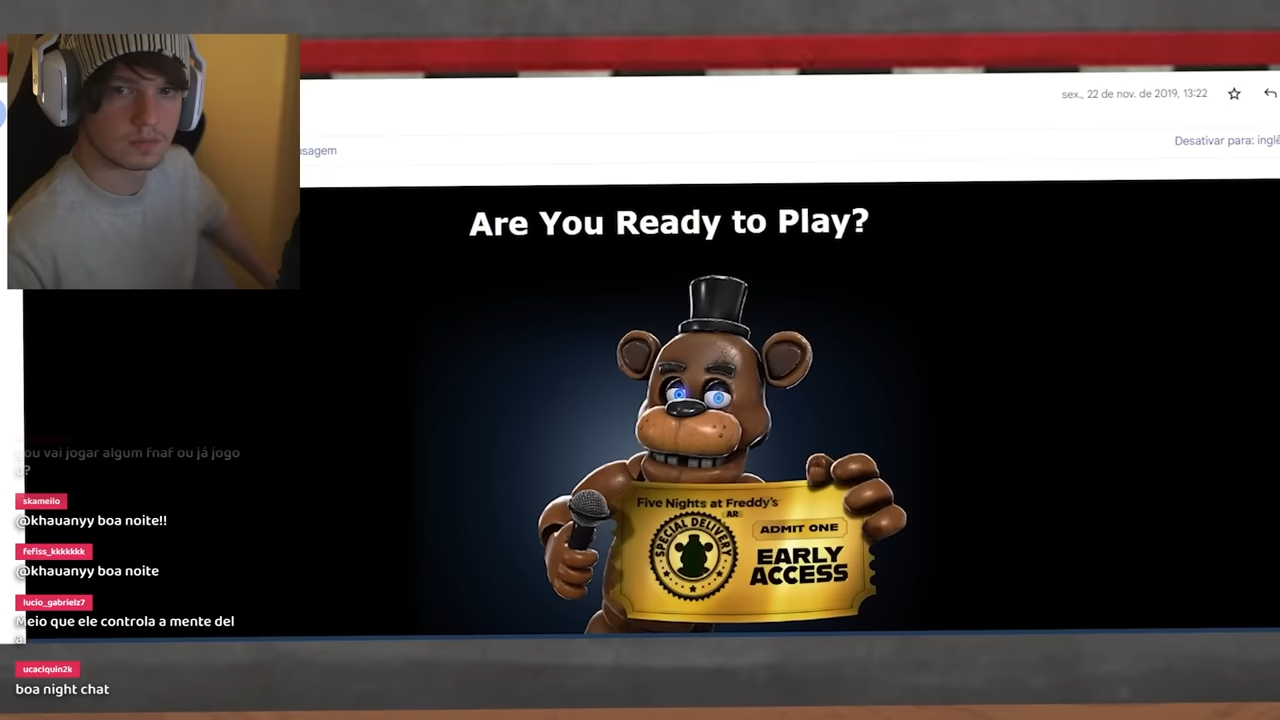 sex., 22 de nov. de 2019, 13:22
nsagem
Desativar para: inglê
Are You Ready to Play?
Five Nights at Freddy's
AR
SPECIAL DELIVERY
ADMIT ONE
EARLY
ACCESS
vai jogar algum fnaf ou já jogo
?
skameilo
@khauanyy boa noite!!
fefiss_kkkkkkk
@khauanyy boa noite
lucio_gabrielz7
Meio que ele controla a mente del
a
ucaciquin2k
boa night chat